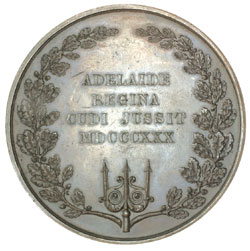 ADELAIDE
REGINA
CUDI JUSSIT
MDCCCXXX